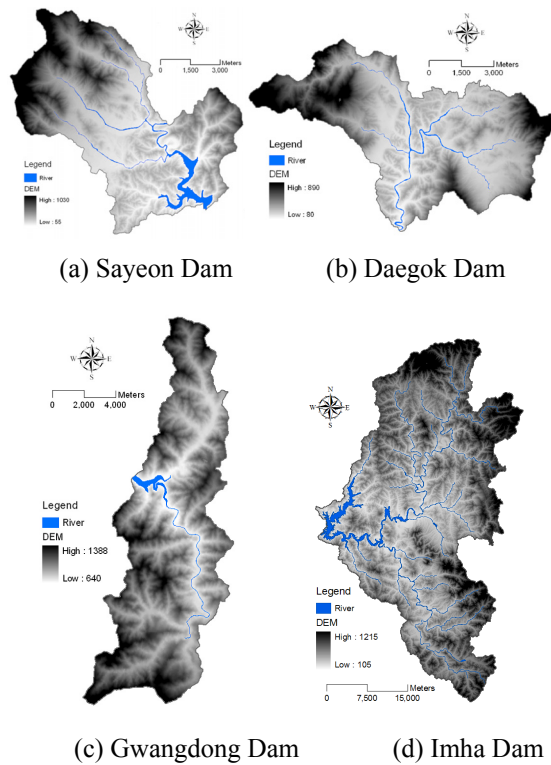 N
W E
S
Meters
0 1,500 3,000
Legend
River
DEM
High : 1030
Low : 55
(a) Sayeon Dam
N
W E
S
Meters
0 1,500 3,000
Legend
River
DEM
High : 890
Low : 80
(b) Daegok Dam
N
W E
S
Meters
0 2,000 4,000
Legend
River
DEM
High : 1388
Low : 640
(c) Gwangdong Dam
N
W E
S
Legend
River
DEM
High : 1215
Low : 105
Meters
0 7,500 15,000
(d) Imha Dam